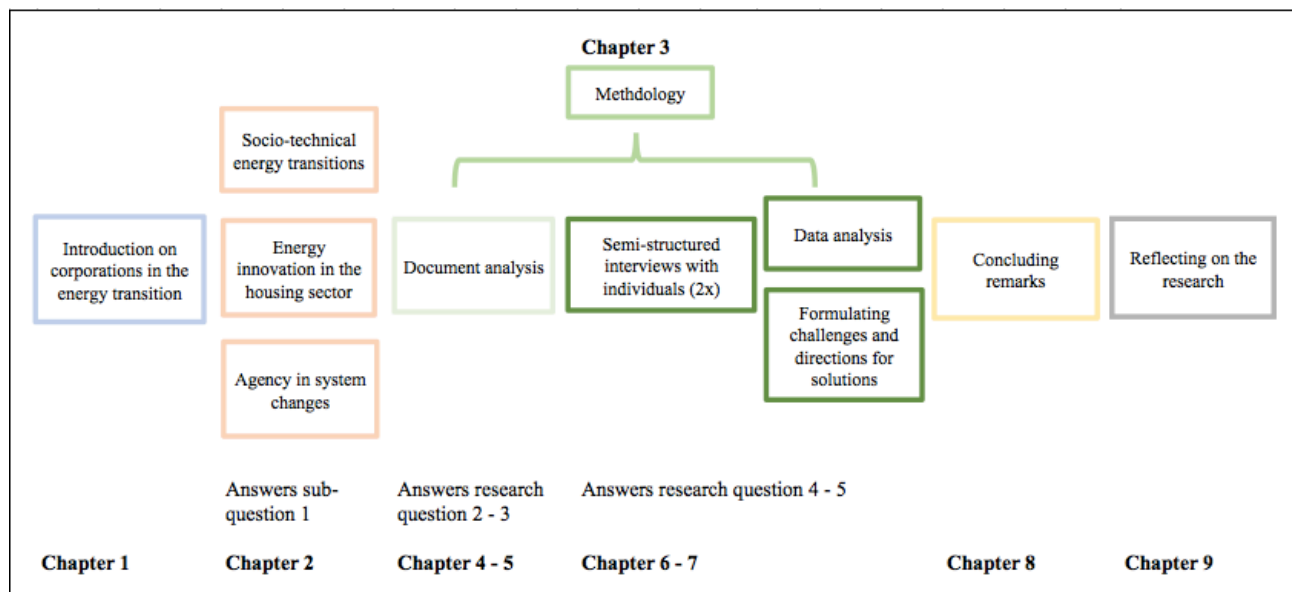 Chapter 3
Methdology
Socio-technical
energy transitions
Introduction on
corporations in the
energy transition
Energy
innovation in the
housing sector
Agency in system
changes
Document analysis
Semi-structured
interviews with
individuals (2x)
Data analysis
Formulating
challenges and
directions for
solutions
Concluding
remarks
Reflecting on the
research
Answers sub-
question 1
Answers research
question 2 - 3
Answers research question 4 - 5
Chapter 1
Chapter 2
Chapter 4 - 5
Chapter 6 - 7
Chapter 8
Chapter 9